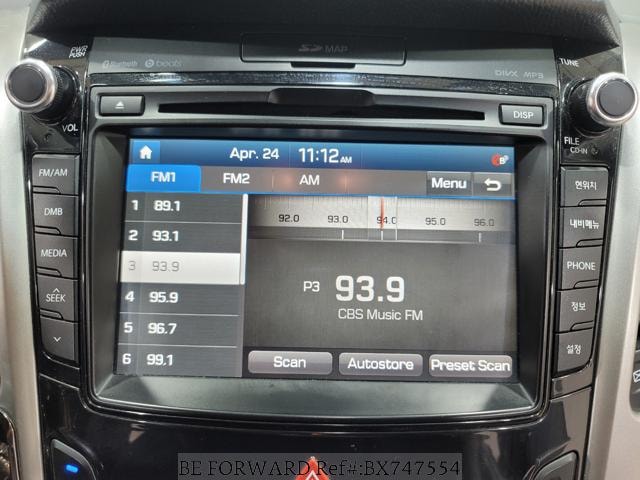 PWR
PUSH
Bluetooth beats
SD MAP
DIVX MP3
TUNE
DISP
VOL
FILE
CD-IN
Apr. 24 11:12 AM
FM1 FM2 AM Menu
FM/AM
DMB
MEDIA
SEEK
1 89.1
2 93.1
3 93.9
4 95.9
5 96.7
6 99.1
92.0 93.0 94.0 95.0 96.0
P3 93.9
CBS Music FM
Scan Autostore Preset Scan
현위치
내비메뉴
PHONE
정보
설정
BE FORWARD Ref#:BX747554